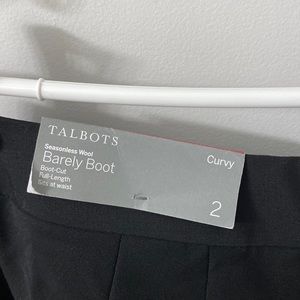 TALBOTS
Seasonless Wool
Barely Boot
Curvy
Boot-Cut
Full-Length
Sits at waist
2